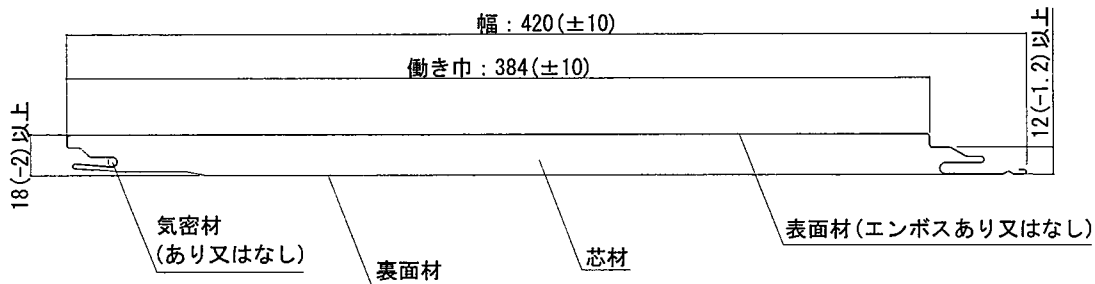 幅：420(±10)
働き巾：384(±10)
12(-1.2)以上
18(-2)以上
気密材
(あり又はなし)
裏面材
芯材
表面材(エンボスあり又はなし)